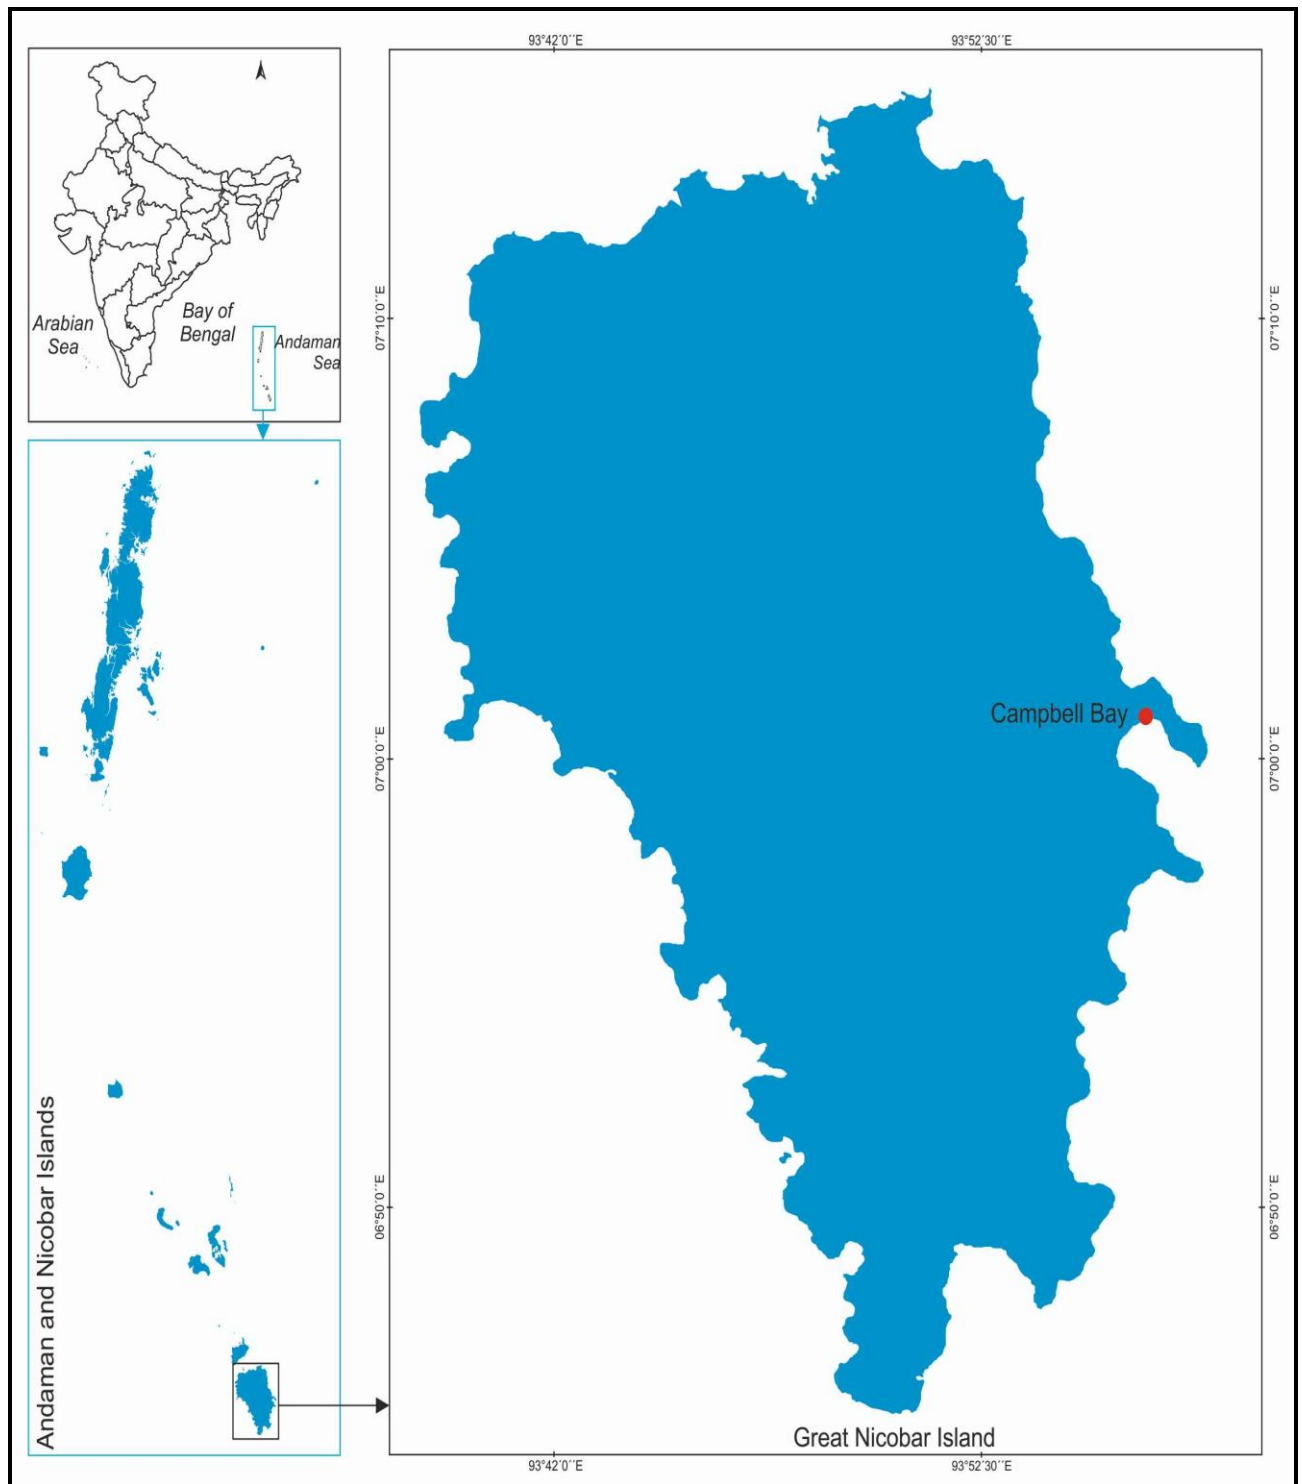 93°42'0''E
93°52'30''E
Arabian
Sea
Bay of
Bengal
Andaman
Sea
07°10'0''E
07°10'0''E
Campbell Bay
07°00'0''E
07°00'0''E
Andaman and Nicobar Islands
06°50'0''E
06°50'0''E
Great Nicobar Island
93°42'0''E
93°52'30''E